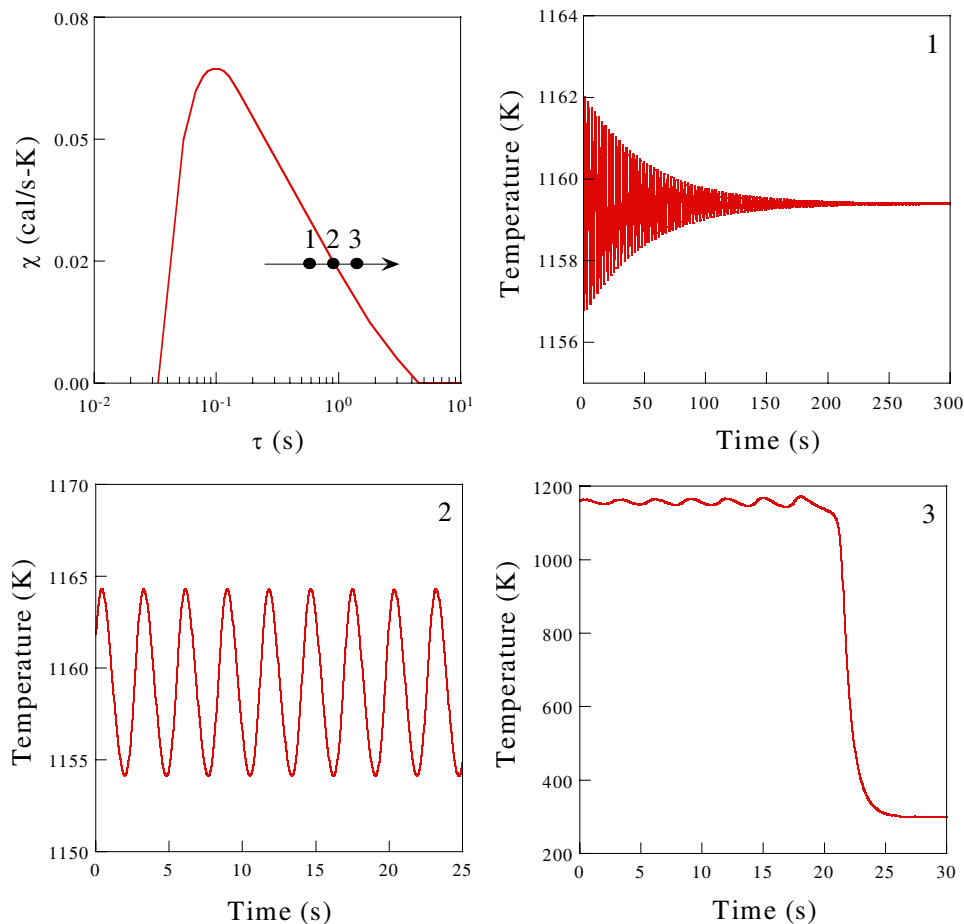 0.08
0.05
0.02
0.00
χ (cal/s-K)
1 2 3
10-2
10-1
100
101
τ (s)
1164
1162
1160
1158
1156
Temperature (K)
1
0 50 100 150 200 250 300
Time (s)
1170
1165
1160
1155
1150
Temperature (K)
2
0 5 10 15 20 25
Time (s)
1200
1000
800
600
400
200
Temperature (K)
3
0 5 10 15 20 25 30
Time (s)